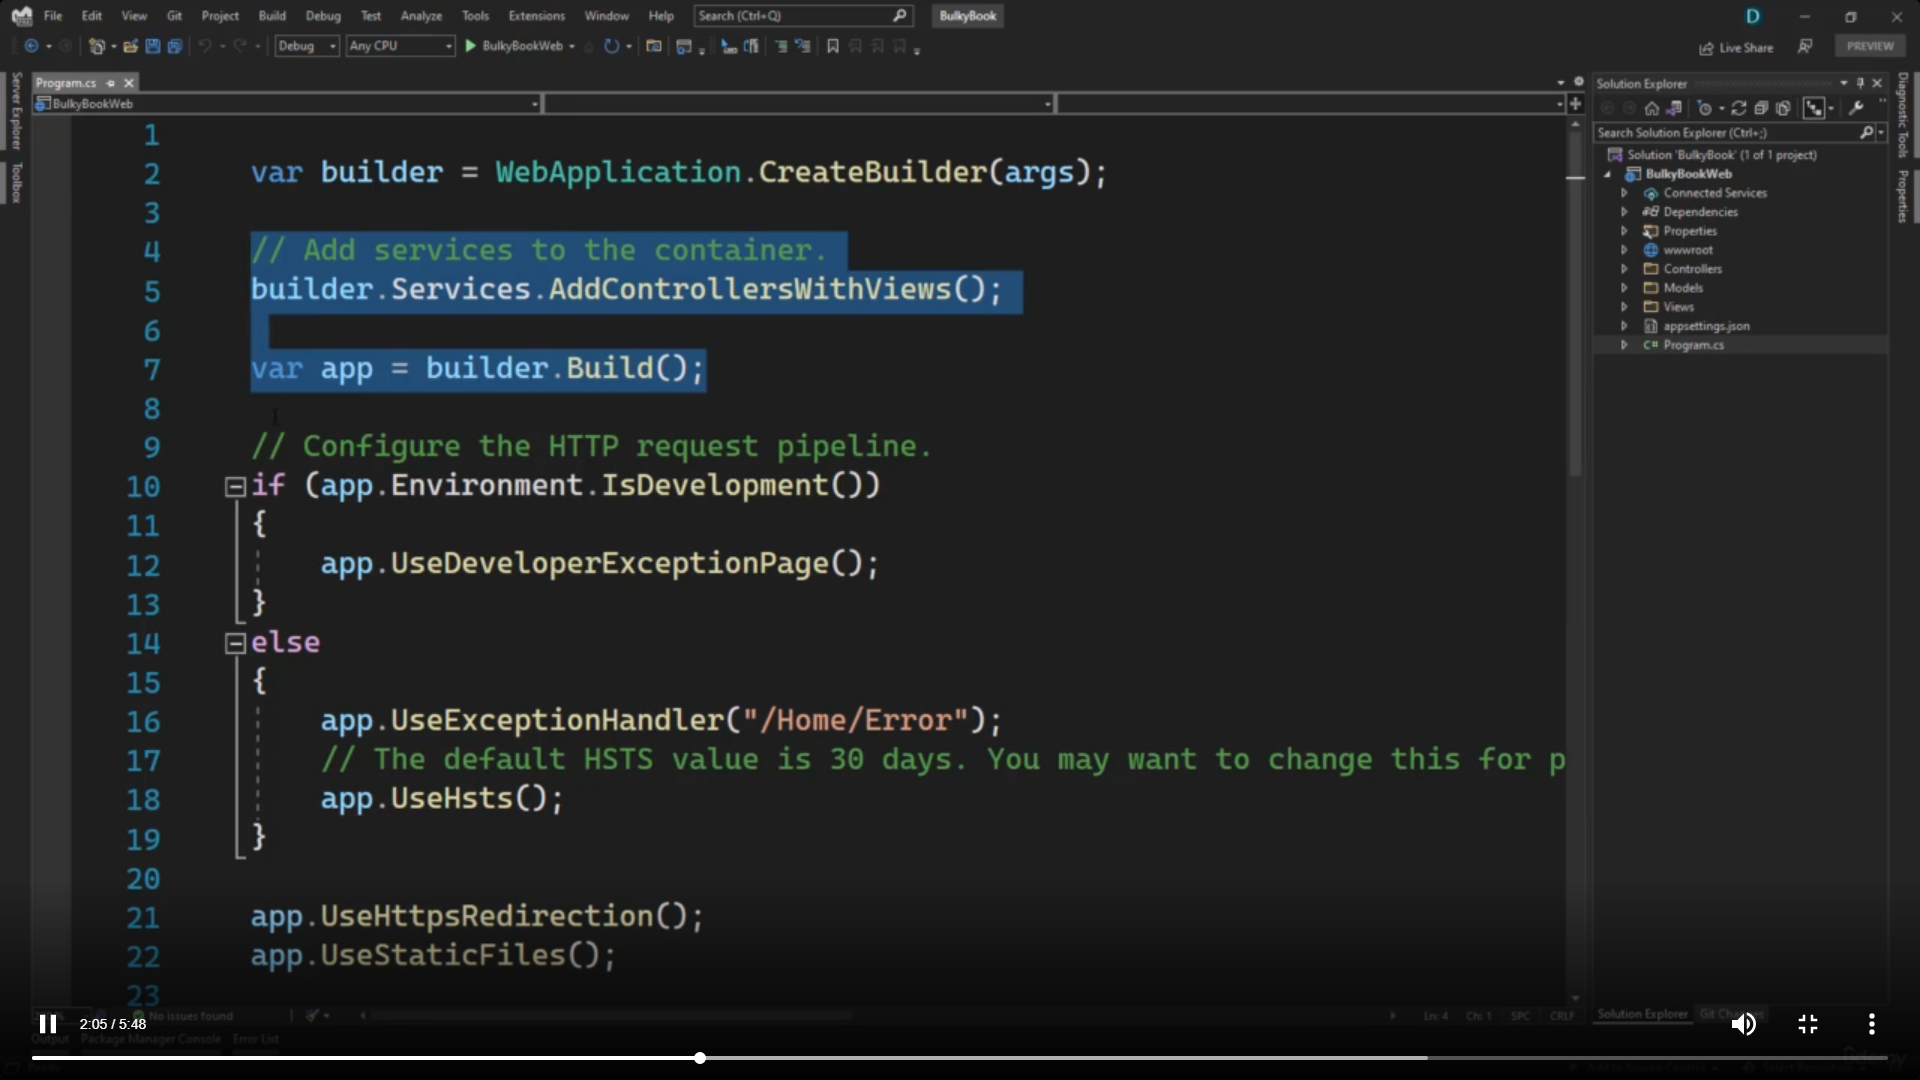 File Edit View Git Project Build Debug Test Analyze Tools Extensions Window Help Search (Ctrl+Q) BulkyBook D
Debug Any CPU BulkyBookWeb Live Share PREVIEW
Server Explorer
Toolbox
Program.cs
BulkyBookWeb
1
2 var builder = WebApplication.CreateBuilder(args);
3
4 // Add services to the container.
5 builder.Services.AddControllersWithViews();
6
7 var app = builder.Build();
8
9 // Configure the HTTP request pipeline.
10 if (app.Environment.IsDevelopment())
11 {
12 app.UseDeveloperExceptionPage();
13 }
14 else
15 {
16 app.UseExceptionHandler("/Home/Error");
17 // The default HSTS value is 30 days. You may want to change this for p
18 app.UseHsts();
19 }
20
21 app.UseHttpsRedirection();
22 app.UseStaticFiles();
23
Solution Explorer
Search Solution Explorer (Ctrl+;)
Solution 'BulkyBook' (1 of 1 project)
BulkyBookWeb
Connected Services
Dependencies
Properties
wwwroot
Controllers
Models
Views
appsettings.json
C# Program.cs
Diagnostic Tools
Properties
No issues found Ln: 4 Ch: 1 SPC CRLF
Solution Explorer Git Changes
2:05 / 5:48
Output Package Manager Console Error List
Ready